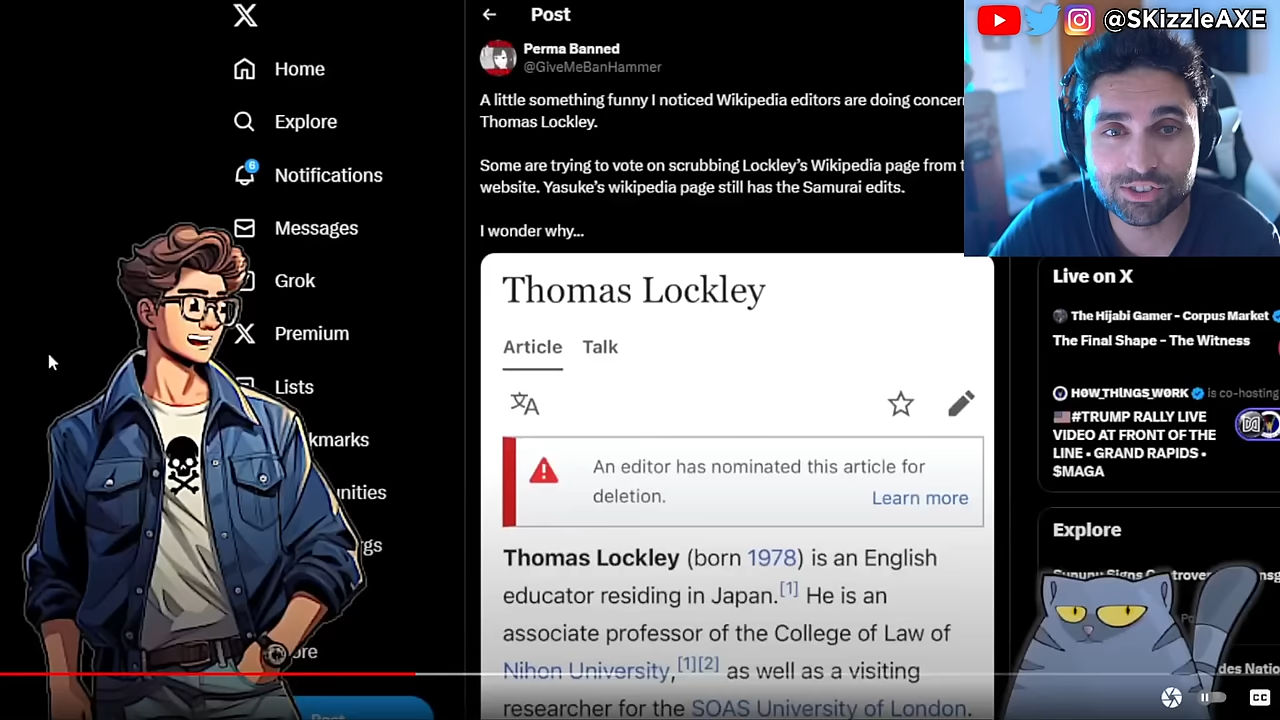 Post
@SKizzleAXE
Perma Banned
@GiveMeBanHammer
Home
Explore
Notifications
6
Messages
Grok
Premium
Lists
A little something funny I noticed Wikipedia editors are doing
Thomas Lockley.
Some are trying to vote on scrubbing Lockley's Wikipedia page from
website. Yasuke's wikipedia page still has the Samurai edits.
I wonder why...
Thomas Lockley
Article Talk
An editor has nominated this article for
deletion. Learn more
Thomas Lockley (born 1978) is an English
educator residing in Japan.[1] He is an
associate professor of the College of Law of
Nihon University,[1][2] as well as a visiting
researcher for the SOAS University of London.
Live on X
The Hijabi Gamer - Corpus Market
The Final Shape - The Witness
HØW_THÎNGS_WØRK is co-hosting
🇺🇸#TRUMP RALLY LIVE
VIDEO AT FRONT OF THE
LINE • GRAND RAPIDS •
$MAGA
Explore
Post
CC